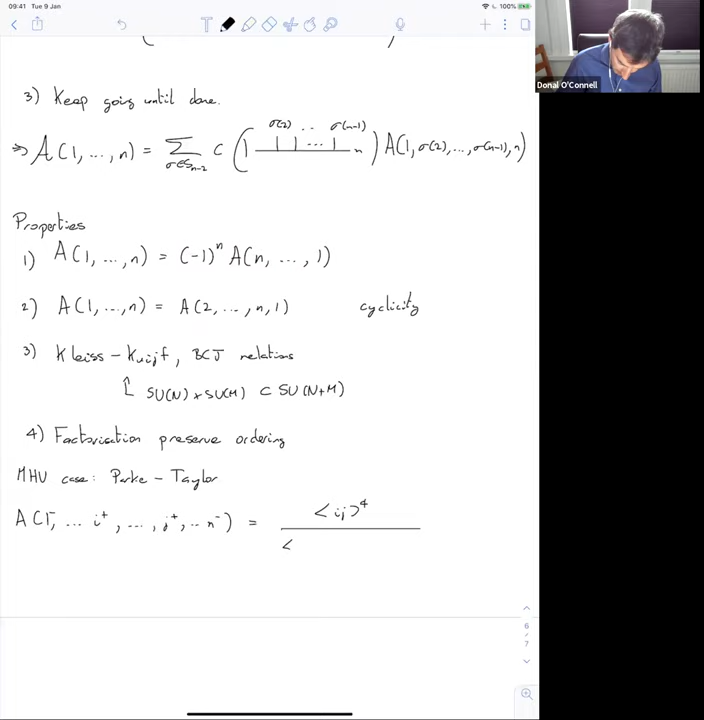 09:41 Tue 9 Jan
100%
Donal O'Connell
3) Keep going until done.
σ(2) .. σ(n-1)
⇒ A(1,...,n) = Σ c ( 1 | | ... | n ) A(1, σ(2), ..., σ(n-1), n)
σ∈S_{n-2}
Properties
1) A(1, ..., n) = (-1)^n A(n, ..., 1)
2) A(1,...,n) = A(2, ..., n, 1) cyclicity
3) Kleiss-Kuijf, BCJ relations
SU(N) × SU(M) ⊂ SU(N+M)
4) Factorisation preserve ordering
MHV case: Parke-Taylor
A(1^-, ... i^+, ..., j^+, .. n^-) = <ij>^4
<
6
/
7